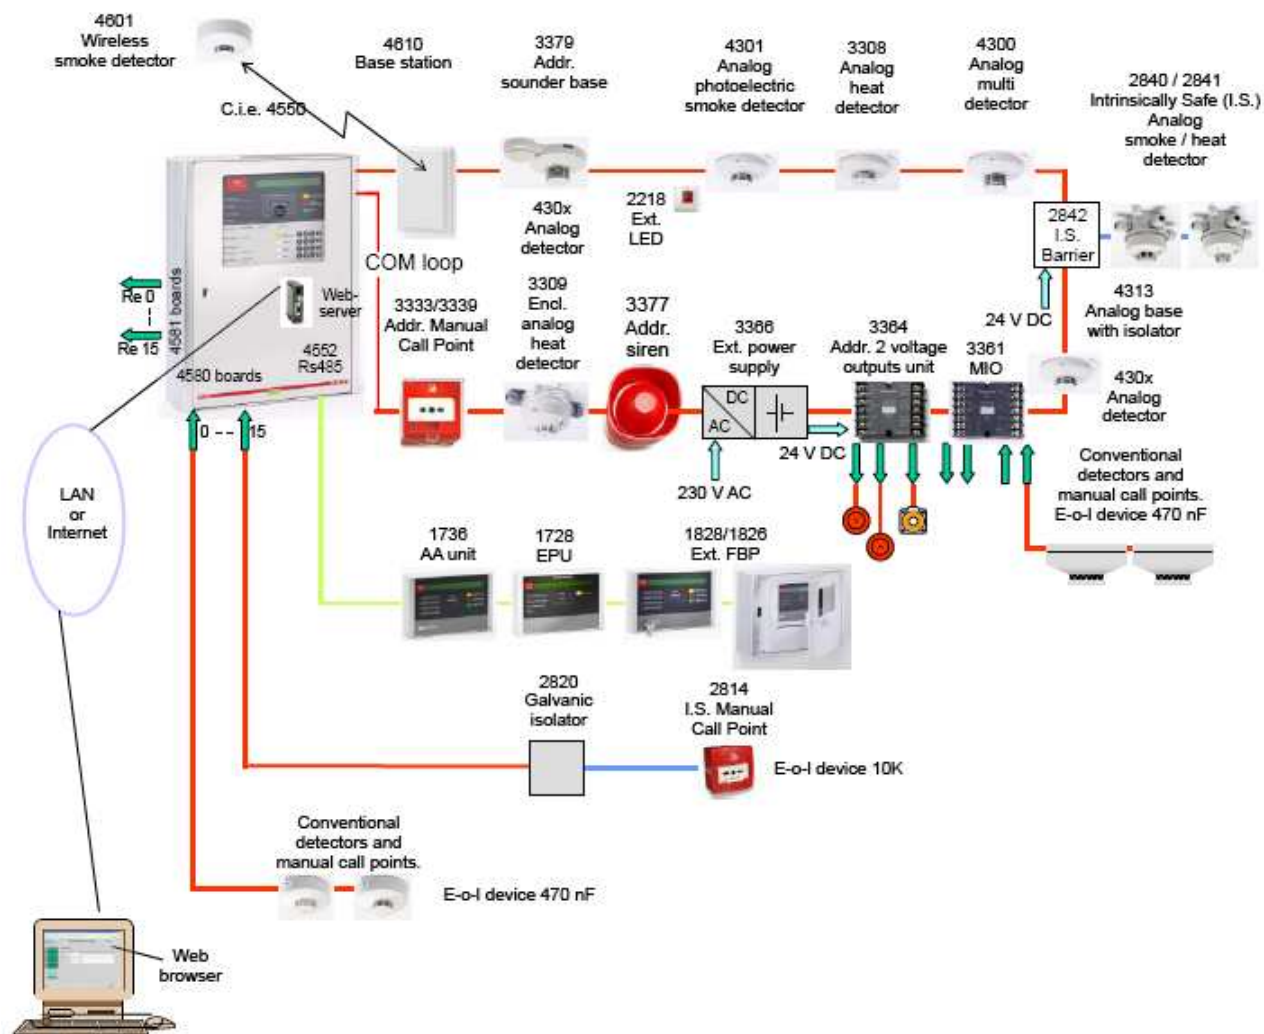 4601
Wireless
smoke detector
4610
Base station
3379
Addr.
sounder base
4301
Analog
photoelectric
smoke detector
3308
Analog
heat
detector
4300
Analog
multi
detector
2840 / 2841
Intrinsically Safe (I.S.)
Analog
smoke / heat
detector
C.i.e. 4550
430x
Analog
detector
2218
Ext.
LED
2842
I.S.
Barrier
COM loop
Re 0
Re 15
4581 boards
Web-
server
4552
Rs485
4580 boards
0 -- 15
3333/3339
Addr. Manual
Call Point
3309
Encl.
analog
heat
detector
3377
Addr.
siren
3366
Ext. power
supply
DC
AC
230 V AC
24 V DC
3364
Addr. 2 voltage
outputs unit
3361
MIO
24 V DC
4313
Analog base
with isolator
430x
Analog
detector
Conventional
detectors and
manual call points.
E-o-l device 470 nF
LAN
or
Internet
1736
AA unit
1728
EPU
1828/1826
Ext. FBP
2820
Galvanic
isolator
2814
I.S. Manual
Call Point
E-o-l device 10K
Conventional
detectors and
manual call points.
E-o-l device 470 nF
Web
browser